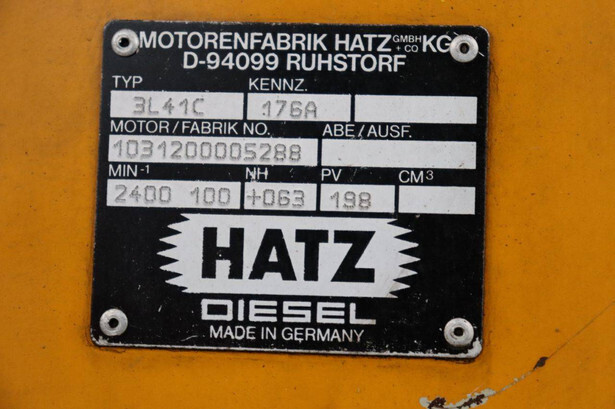 MOTORENFABRIK HATZ GMBH + CO KG
D-94099 RUHSTORF
TYP KENNZ.
3L41C 176A
MOTOR/FABRIK NO. ABE/AUSF.
1031200005288
MIN-1 NH PV CM3
2400 100 +063 198
HATZ
DIESEL
MADE IN GERMANY